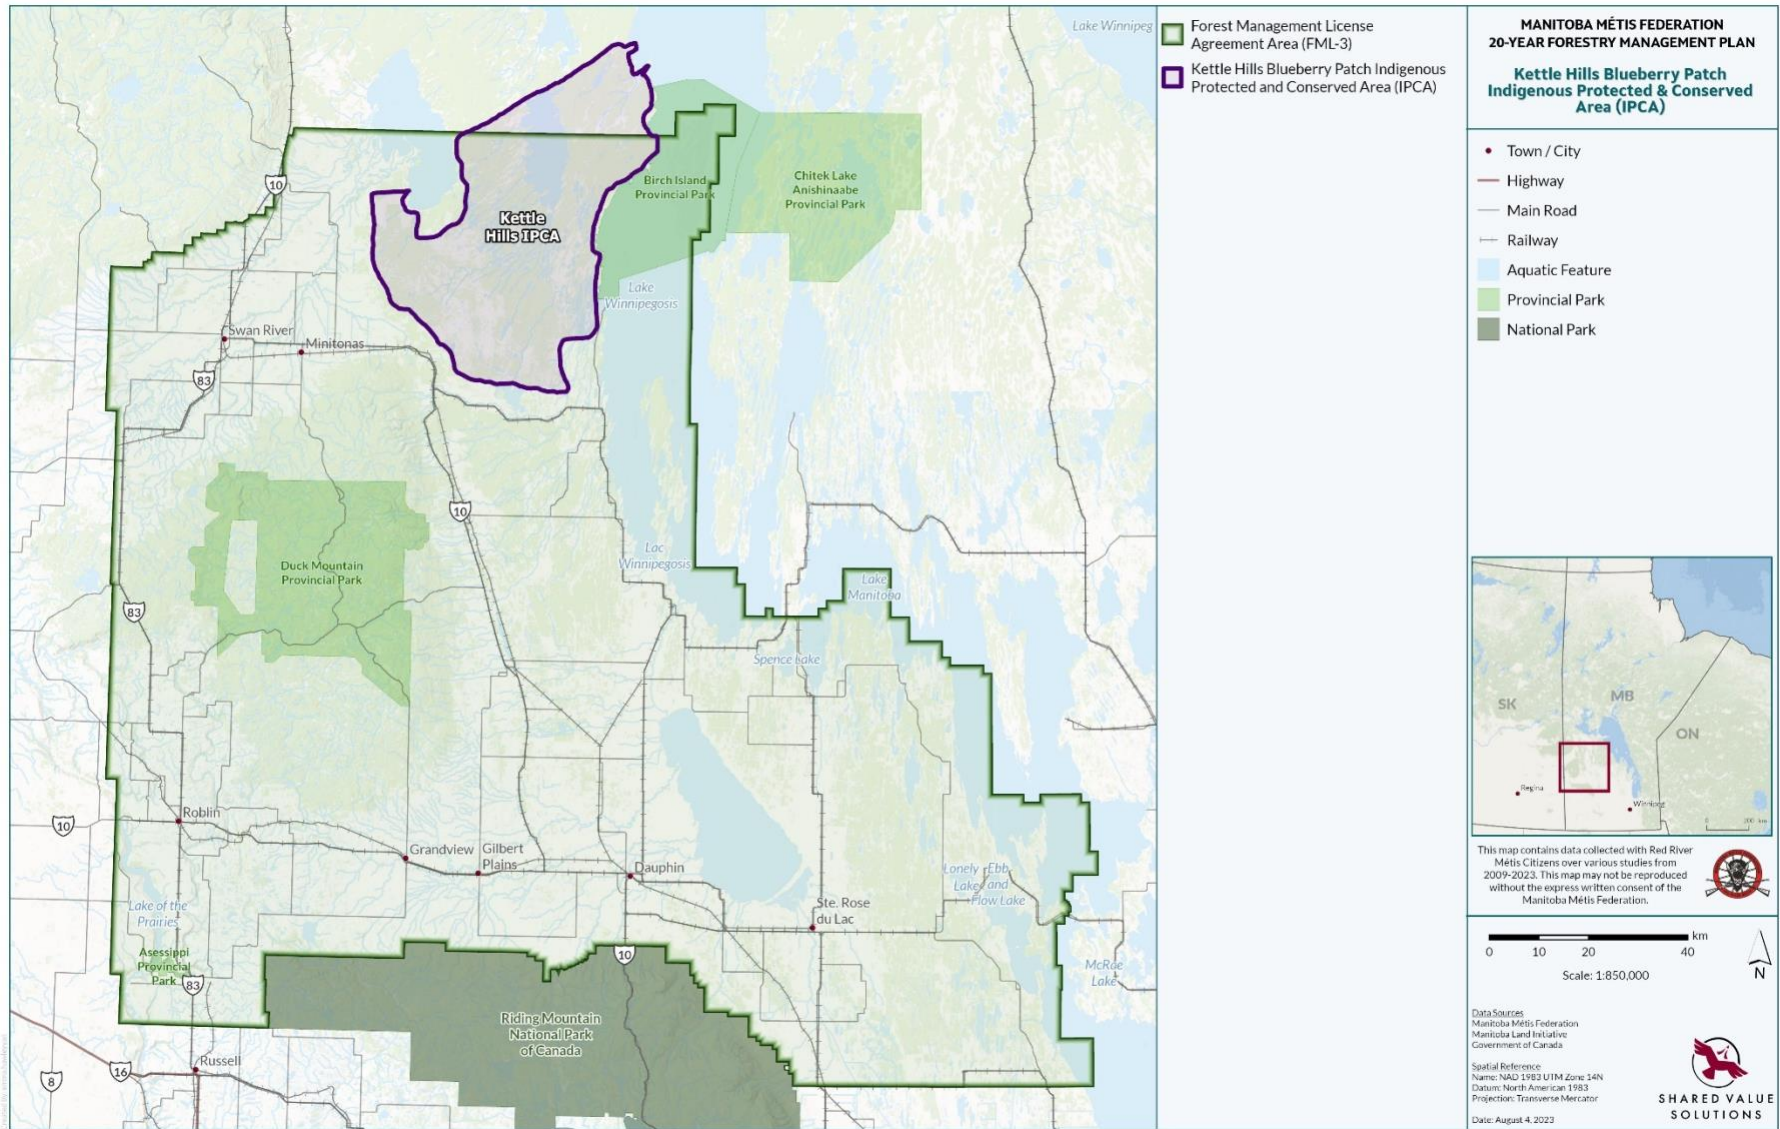 Lake Winnipeg
10
Birch Island
Provincial Park
Chitek Lake
Anishinaabe
Provincial Park
Kettle
Hills IPCA
Lake
Winnipegosis
Swan River
Minitonas
83
10
Duck Mountain
Provincial Park
Lac
Winnipegosis
Lake
Manitoba
83
Spence Lake
Roblin
10
Grandview
Gilbert
Plains
Dauphin
Lonely
Lake
Ebb
and
Flow Lake
Lake of the
Prairies
Ste. Rose
du Lac
Asessippi
Provincial
Park
83
10
McRae
Lake
Riding Mountain
National Park
of Canada
Russell
16
8
Forest Management License
Agreement Area (FML-3)
Kettle Hills Blueberry Patch Indigenous
Protected and Conserved Area (IPCA)
MANITOBA MÉTIS FEDERATION
20-YEAR FORESTRY MANAGEMENT PLAN
Kettle Hills Blueberry Patch
Indigenous Protected & Conserved
Area (IPCA)
Town / City
Highway
Main Road
Railway
Aquatic Feature
Provincial Park
National Park
SK
MB
ON
Regina
Winnipeg
This map contains data collected with Red River
Métis Citizens over various studies from
2009-2023. This map may not be reproduced
without the express written consent of the
Manitoba Métis Federation.
km
0 10 20 40
Scale: 1:850,000
N
Data Sources
Manitoba Métis Federation
Manitoba Land Initiative
Government of Canada
Spatial Reference
Name: NAD 1983 UTM Zone 14N
Datum: North American 1983
Projection: Transverse Mercator
Date: August 4, 2023
SHARED VALUE
SOLUTIONS